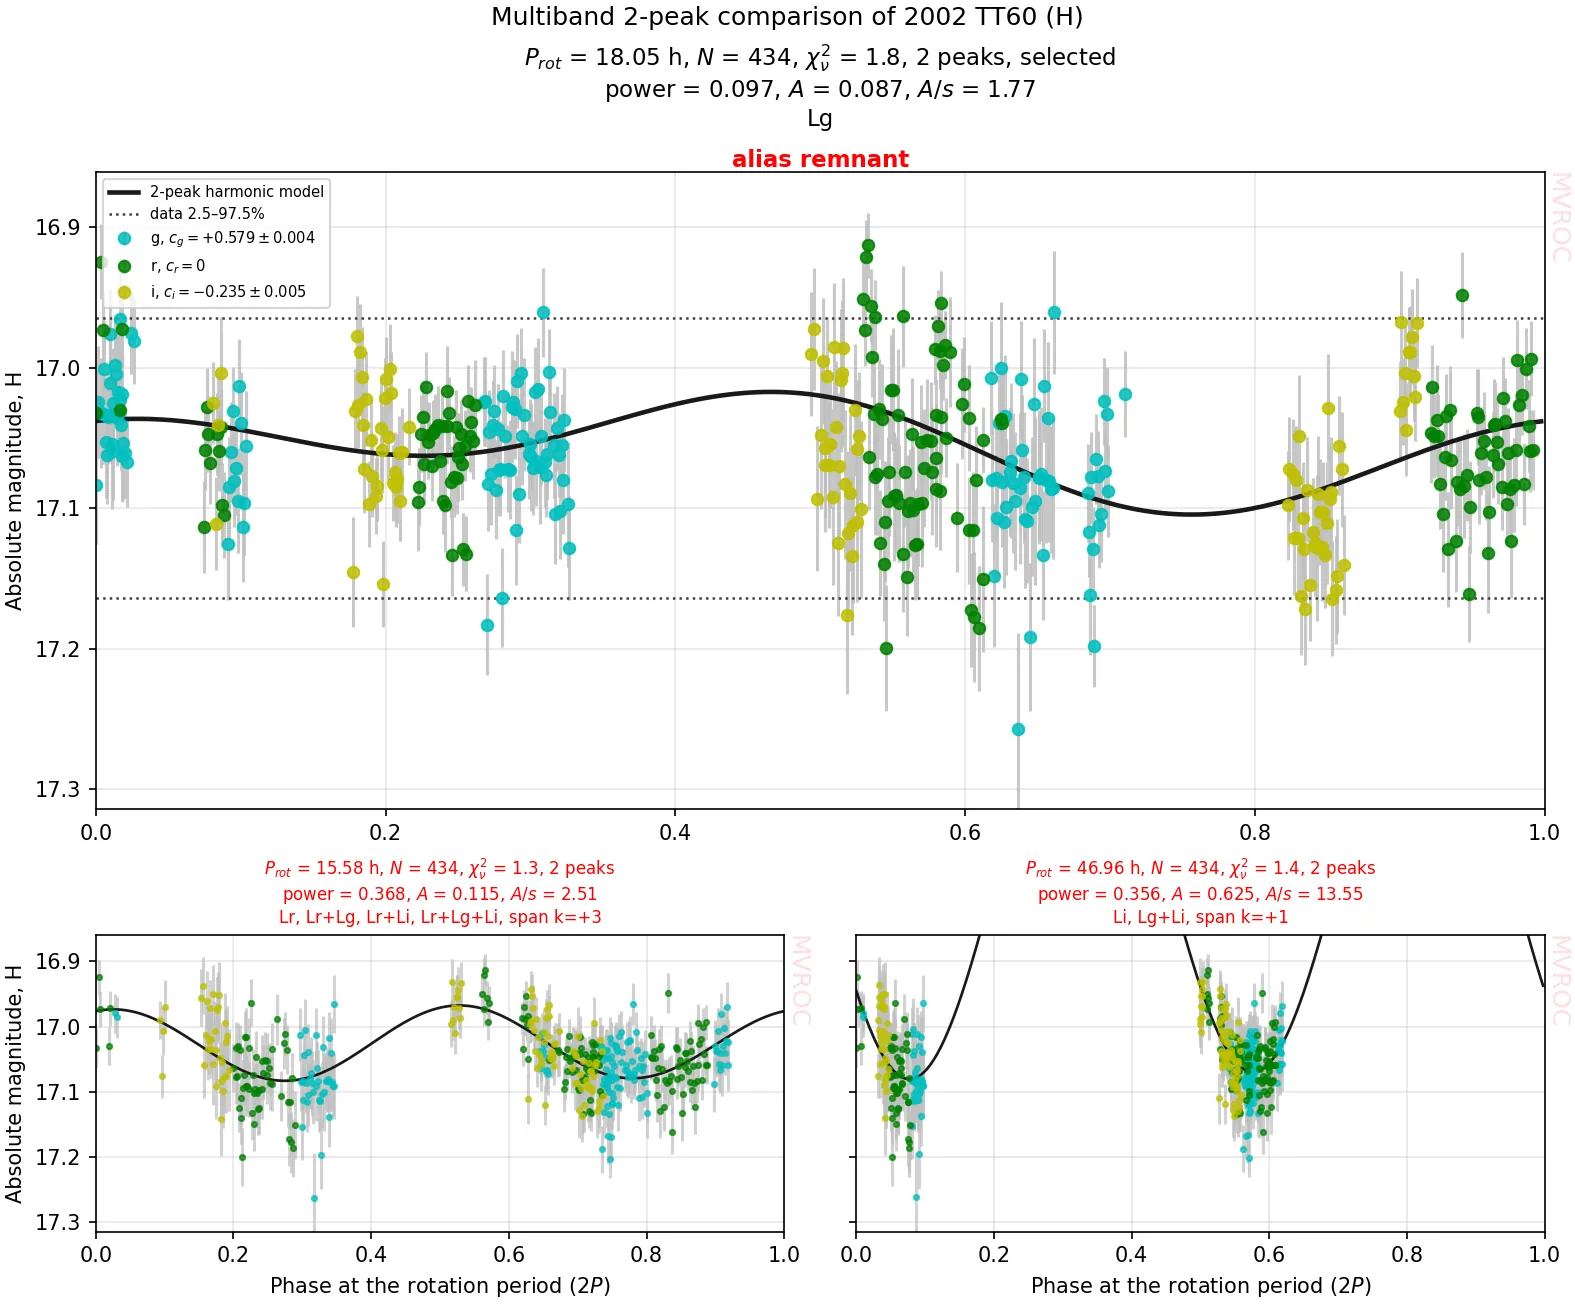 Multiband 2-peak comparison of 2002 TT60 (H)
P_rot = 18.05 h, N = 434, χ²_ν = 1.8, 2 peaks, selected
power = 0.097, A = 0.087, A/s = 1.77
Lg
alias remnant
2-peak harmonic model
data 2.5–97.5%
g, c_g = +0.579 ± 0.004
r, c_r = 0
i, c_i = −0.235 ± 0.005
MVROC
Absolute magnitude, H
16.9
17.0
17.1
17.2
17.3
0.0 0.2 0.4 0.6 0.8 1.0
P_rot = 15.58 h, N = 434, χ²_ν = 1.3, 2 peaks
power = 0.368, A = 0.115, A/s = 2.51
Lr, Lr+Lg, Lr+Li, Lr+Lg+Li, span k=+3
MVROC
Absolute magnitude, H
16.9
17.0
17.1
17.2
17.3
0.0 0.2 0.4 0.6 0.8 1.0
Phase at the rotation period (2P)
P_rot = 46.96 h, N = 434, χ²_ν = 1.4, 2 peaks
power = 0.356, A = 0.625, A/s = 13.55
Li, Lg+Li, span k=+1
MVROC
0.0 0.2 0.4 0.6 0.8 1.0
Phase at the rotation period (2P)